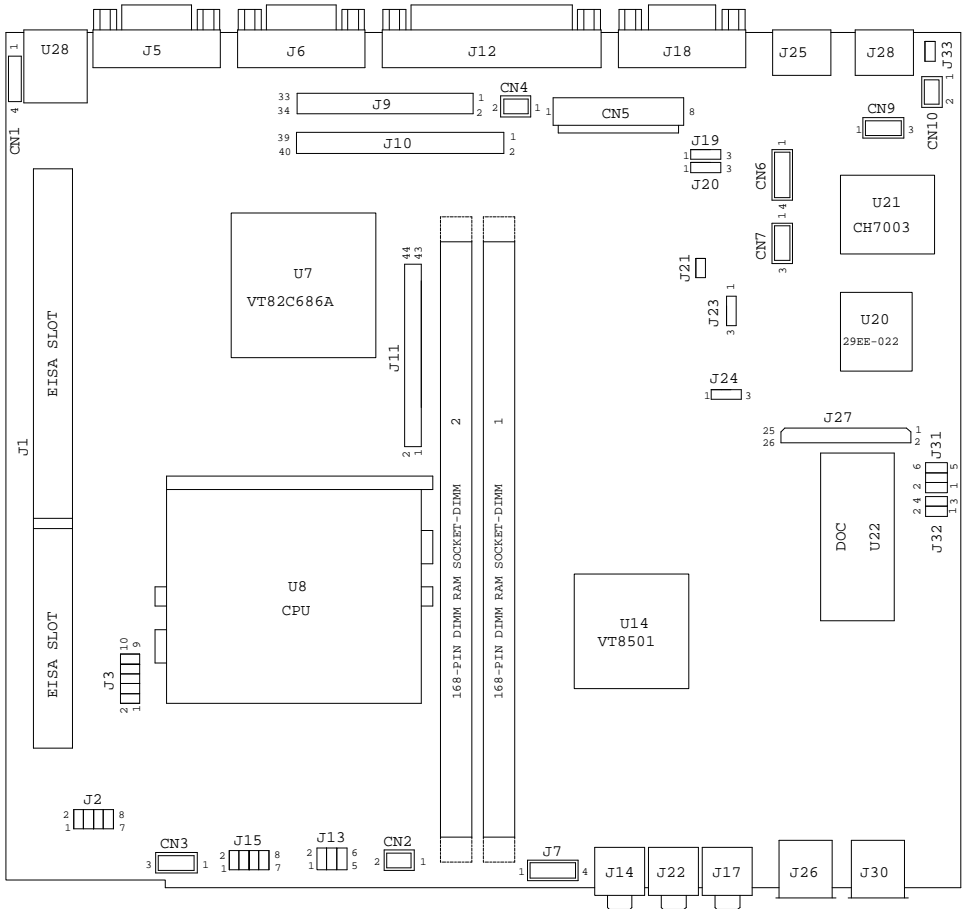 1
U28
J5
J6
J12
J18
J25
J28
J33
4
CN1
33
34
J9
1
2
CN4
2
1
1
CN5
8
CN9
1
3
1
2
CN10
39
40
J10
1
2
J19
1
3
1
3
J20
1
CN6
4
1
CN7
3
U21
CH7003
U7
VT82C686A
44
43
J11
2
1
J21
1
J23
3
U20
29EE-022
J24
1
3
EISA SLOT
J1
EISA SLOT
2
168-PIN DIMM RAM SOCKET-DIMM
1
168-PIN DIMM RAM SOCKET-DIMM
25
26
J27
1
2
J31
6
5
2
1
4
3
2
1
J32
DOC
U22
U8
CPU
U14
VT8501
10
9
J3
2
1
J2
2
1
8
7
CN3
3
1
J15
2
1
8
7
J13
2
1
6
5
CN2
2
1
J7
1
4
J14
J22
J17
J26
J30